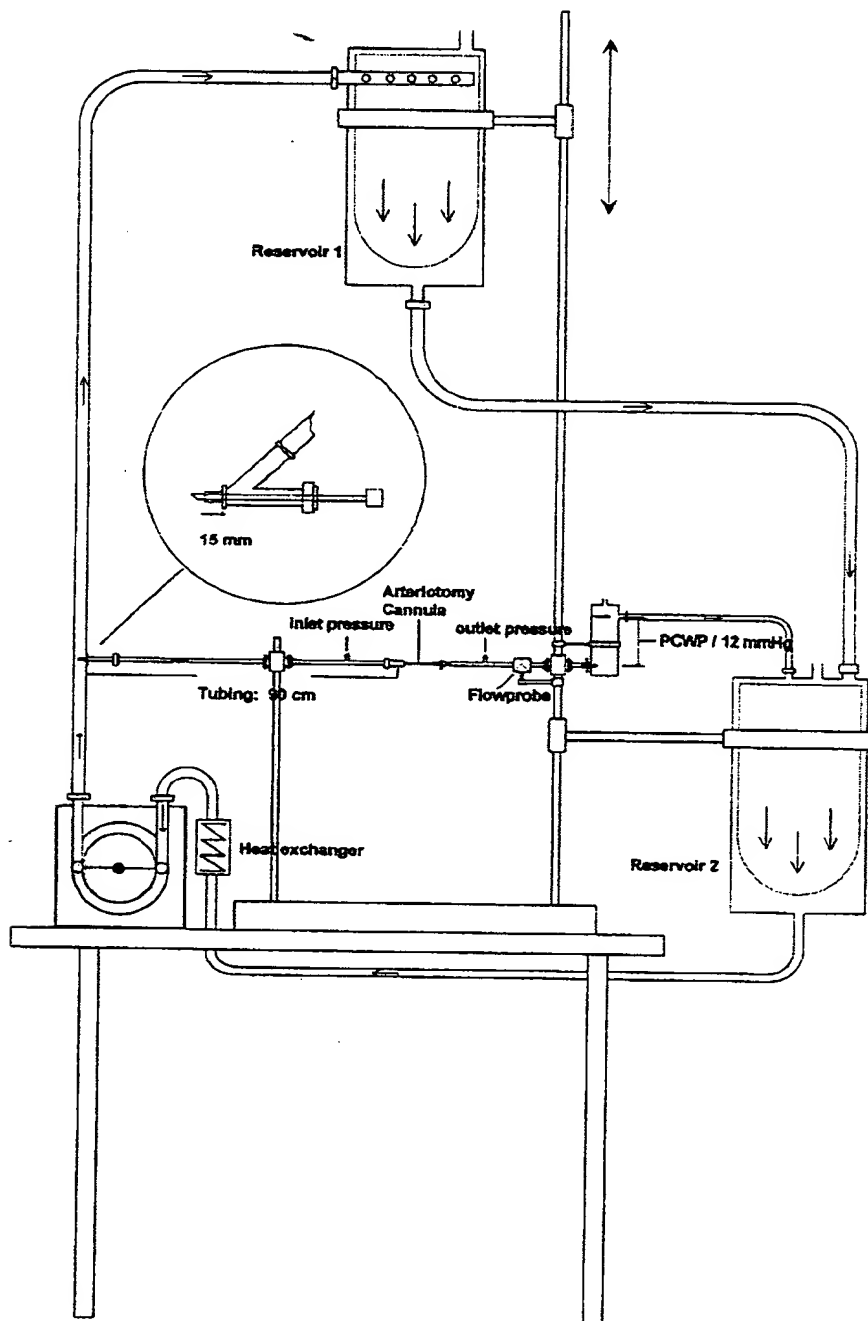 Reservoir 1
15 mm
Arteriotomy
Cannula
inlet pressure
outlet pressure
PCWP / 12 mmHg
Tubing: 90 cm
Flowprobe
Heat exchanger
Reservoir 2